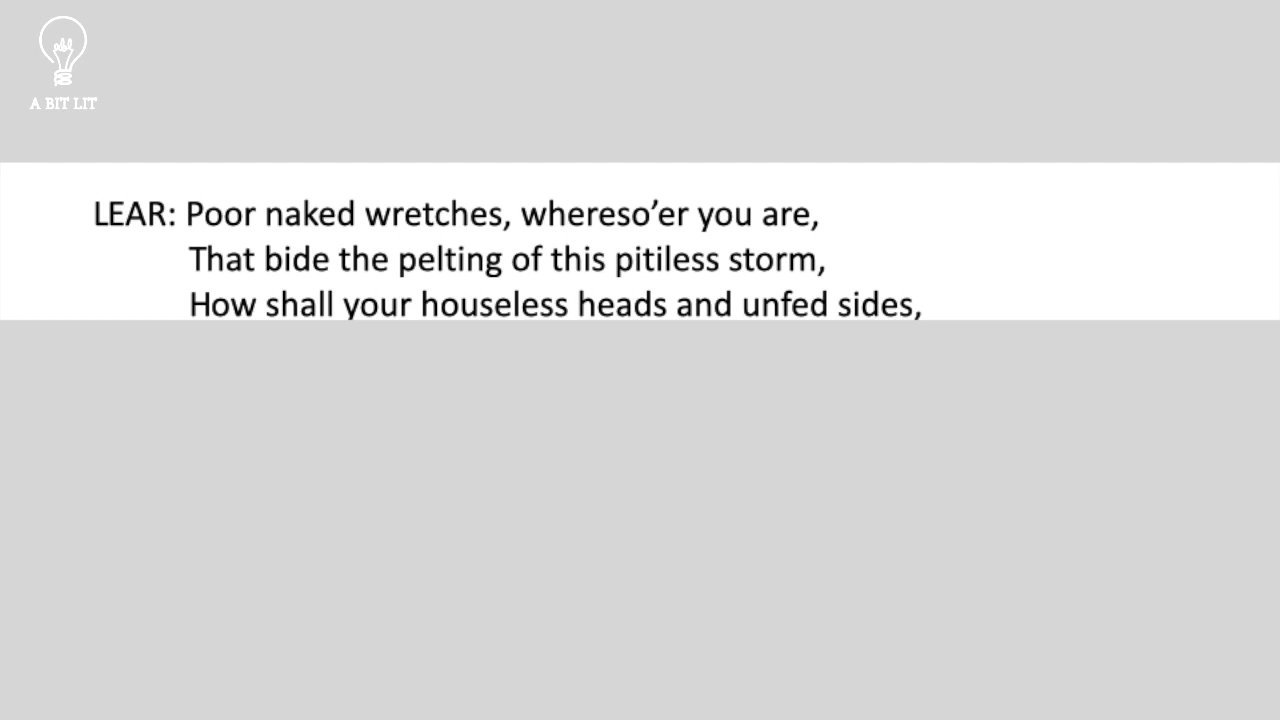 A BIT LIT
LEAR: Poor naked wretches, whereso’er you are,
That bide the pelting of this pitiless storm,
How shall your houseless heads and unfed sides,